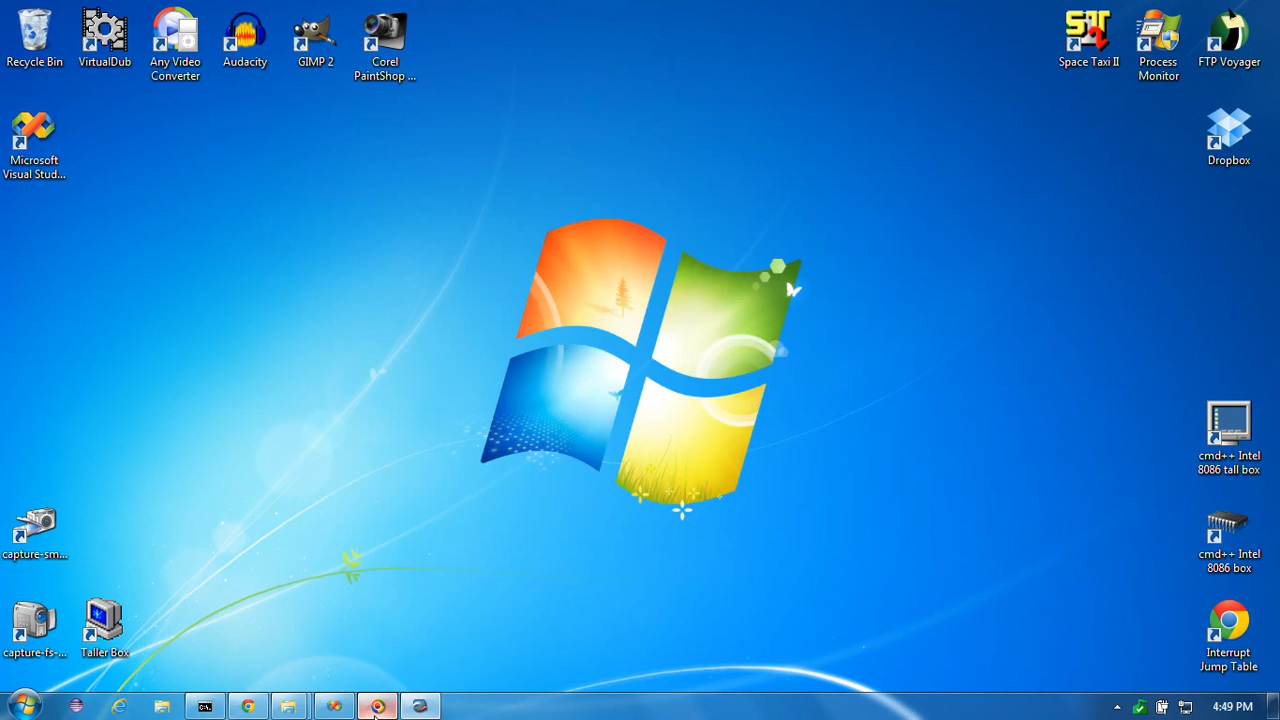 Recycle Bin
VirtualDub
Any Video
Converter
Audacity
GIMP 2
Corel
PaintShop ...
Space Taxi II
Process
Monitor
FTP Voyager
Microsoft
Visual Stud...
Dropbox
cmd++ Intel
8086 tall box
capture-sm...
cmd++ Intel
8086 box
capture-fs-...
Taller Box
Interrupt
Jump Table
C:\.
4:49 PM